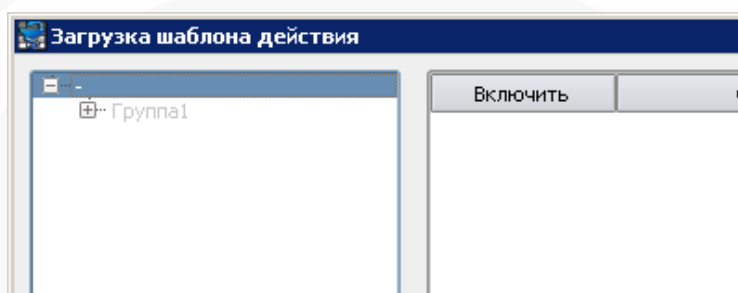 Загрузка шаблона действия
-
Включить
Группа1